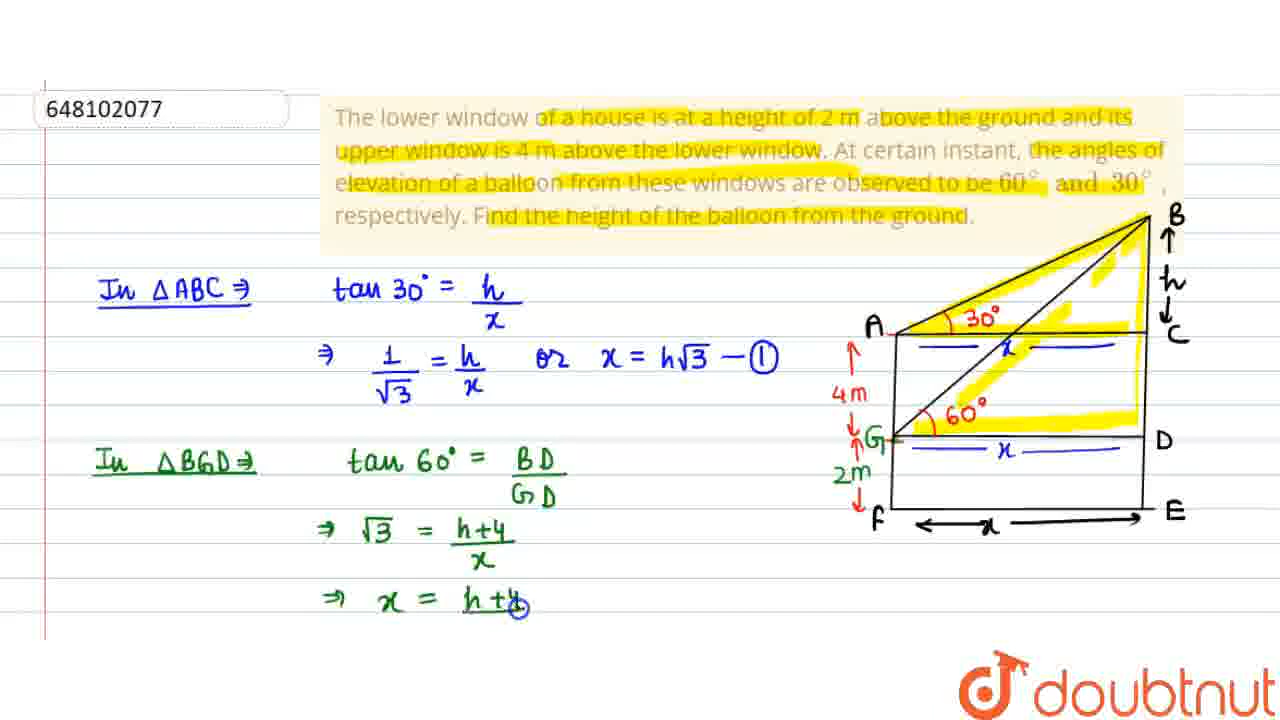 648102077
The lower window of a house is at a height of 2 m above the ground and its
upper window is 4 m above the lower window. At certain instant, the angles of
elevation of a balloon from these windows are observed to be 60° and 30°,
respectively. Find the height of the balloon from the ground.
In △ABC ⇒ tan 30° = h/x
⇒ 1/√3 = h/x or x = h√3 — ①
In △BGD ⇒ tan 60° = BD/GD
⇒ √3 = h+4/x
⇒ x = h+4
B
h
A 30° C
x
4m
60°
G D
x
2m
F E
x
doubtnut